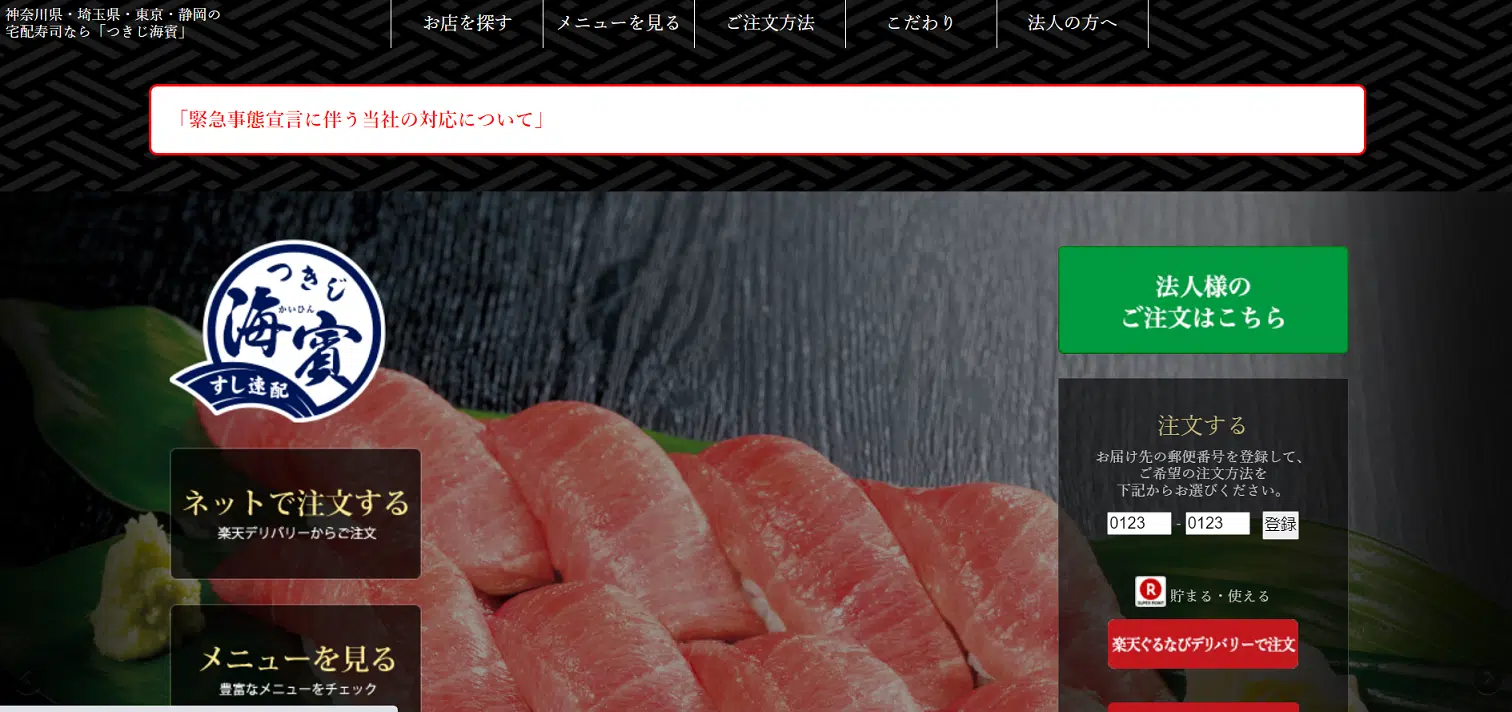 神奈川県・埼玉県・東京・静岡の
宅配寿司なら「つきじ海賓」
お店を探す
メニューを見る
ご注文方法
こだわり
法人の方へ
「緊急事態宣言に伴う当社の対応について」
つきじ
海賓
かいひん
すし速配
ネットで注文する
楽天デリバリーからご注文
メニューを見る
豊富なメニューをチェック
法人様の
ご注文はこちら
注文する
お届け先の郵便番号を登録して、
ご希望の注文方法を
下記からお選びください。
0123 - 0123 登録
R
SUPER POINT
貯まる・使える
楽天ぐるなびデリバリーで注文